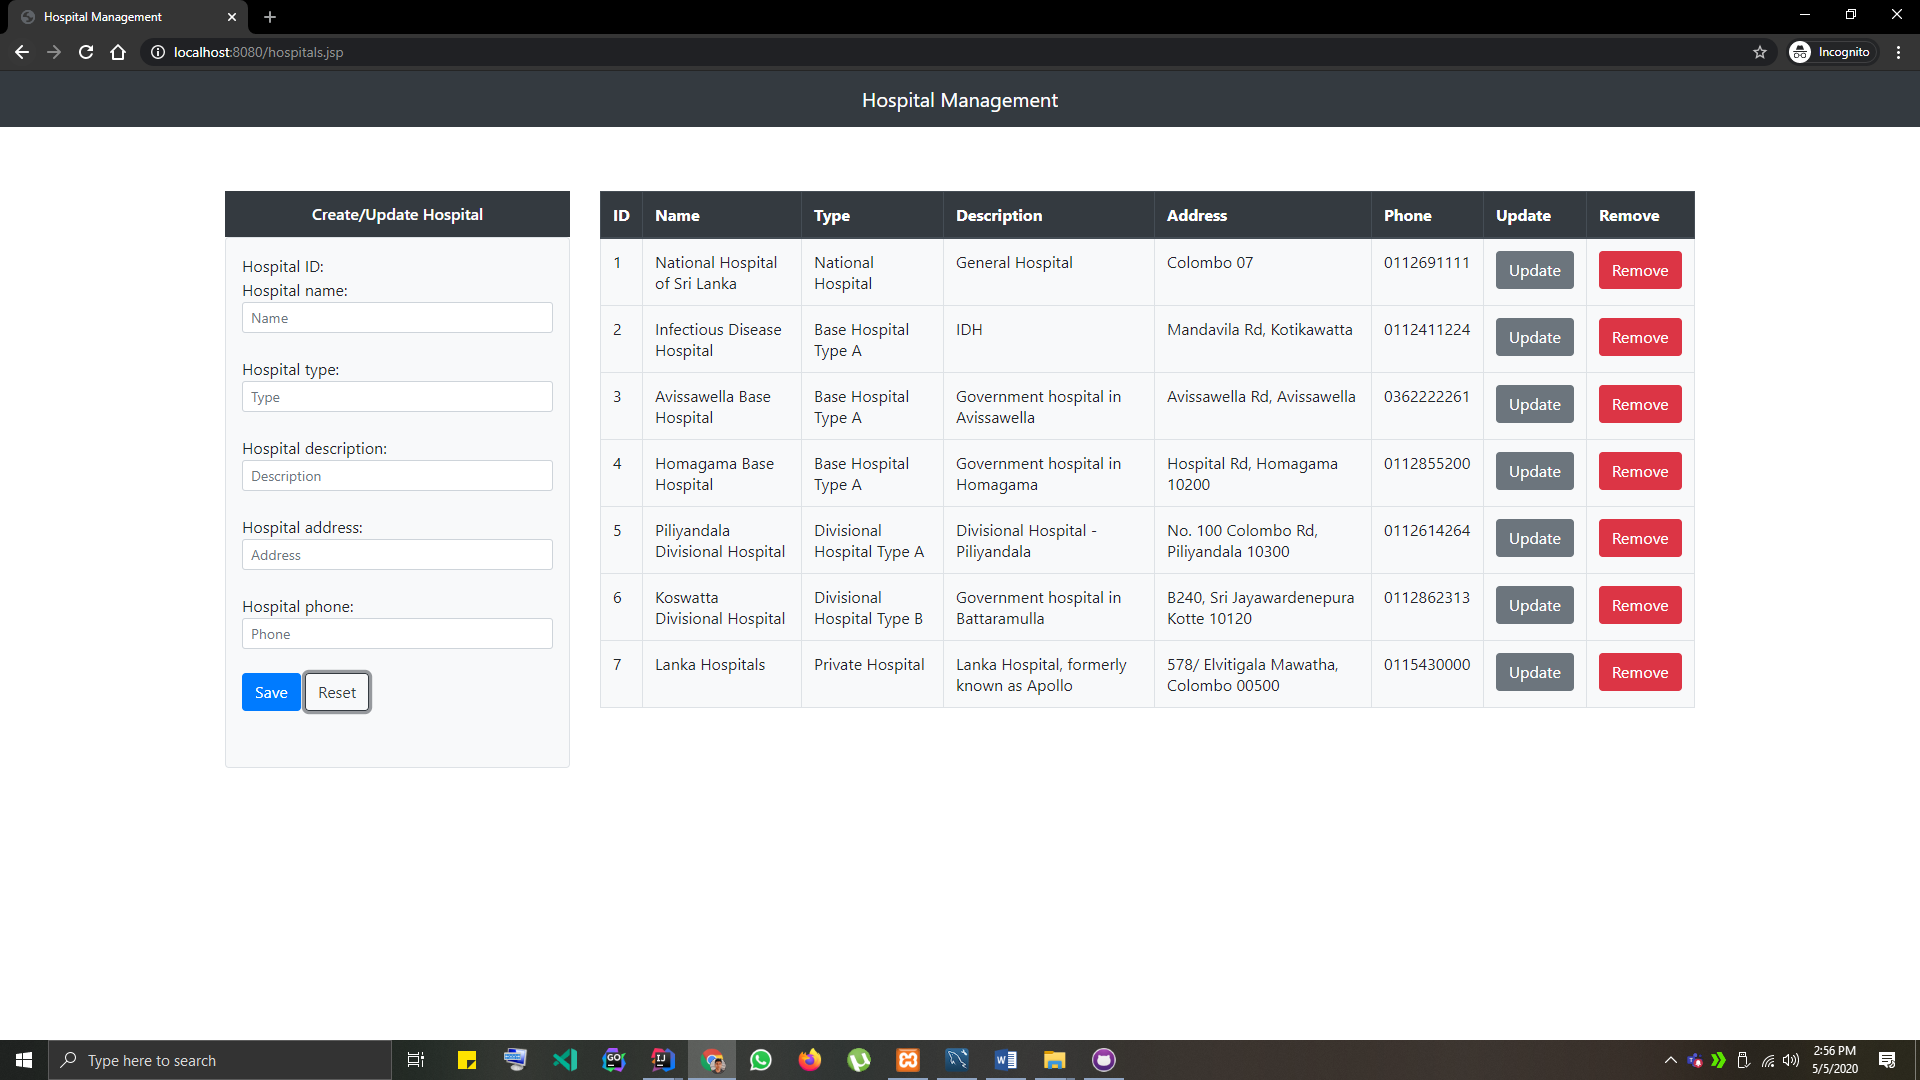 Hospital Management
localhost:8080/hospitals.jsp
Incognito
Hospital Management
Create/Update Hospital
Hospital ID:
Hospital name:
Name
Hospital type:
Type
Hospital description:
Description
Hospital address:
Address
Hospital phone:
Phone
Save Reset
ID Name Type Description Address Phone Update Remove
1 National Hospital National General Hospital Colombo 07 0112691111 Update Remove
of Sri Lanka Hospital
2 Infectious Disease Base Hospital IDH Mandavila Rd, Kotikawatta 0112411224 Update Remove
Hospital Type A
3 Avissawella Base Base Hospital Government hospital in Avissawella Rd, Avissawella 0362222261 Update Remove
Hospital Type A Avissawella
4 Homagama Base Base Hospital Government hospital in Hospital Rd, Homagama 0112855200 Update Remove
Hospital Type A Homagama 10200
5 Piliyandala Divisional Divisional Hospital - No. 100 Colombo Rd, 0112614264 Update Remove
Divisional Hospital Hospital Type A Piliyandala Piliyandala 10300
6 Koswatta Divisional Government hospital in B240, Sri Jayawardenepura 0112862313 Update Remove
Divisional Hospital Hospital Type B Battaramulla Kotte 10120
7 Lanka Hospitals Private Hospital Lanka Hospital, formerly 578/ Elvitigala Mawatha, 0115430000 Update Remove
known as Apollo Colombo 00500
Type here to search
GO
IJ
W
2:56 PM
5/5/2020